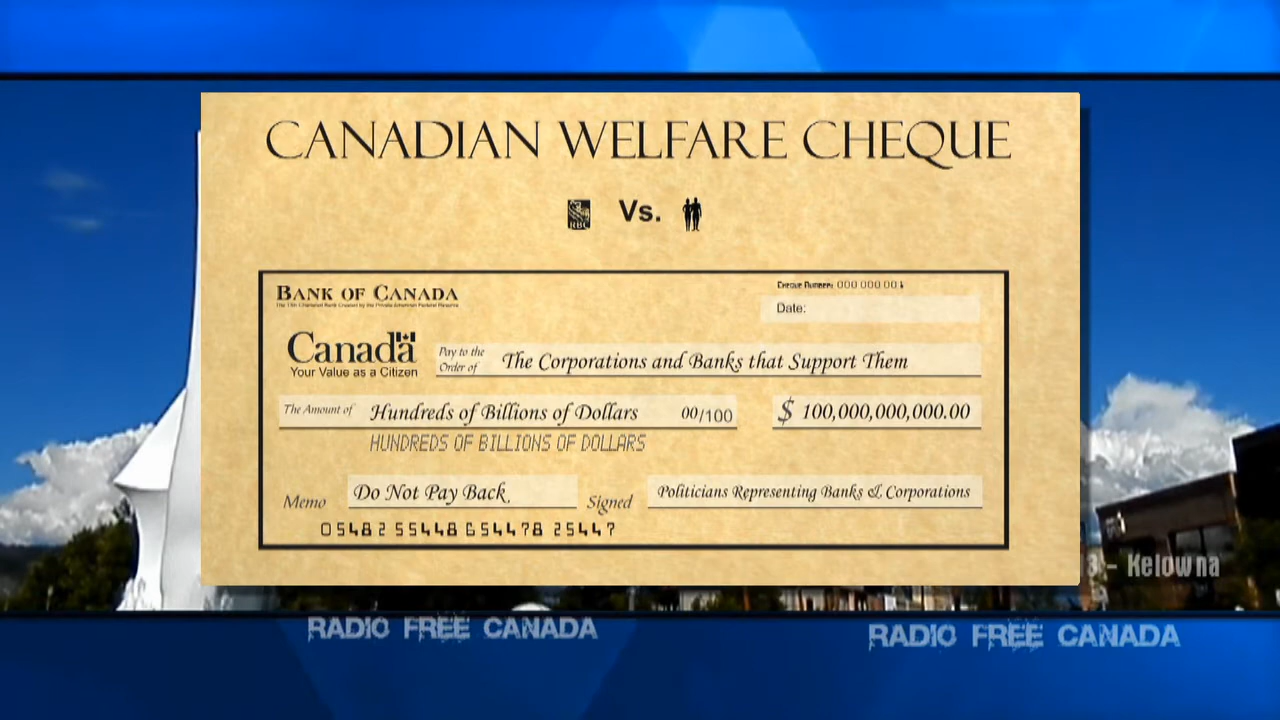 CANADIAN WELFARE CHEQUE
RBC Vs.
BANK OF CANADA
Cheque Number: 000 000 001
Date:
Canada
Your Value as a Citizen
Pay to the Order of The Corporations and Banks that Support Them
The Amount of Hundreds of Billions of Dollars 00/100 $ 100,000,000,000.00
HUNDREDS OF BILLIONS OF DOLLARS
Memo Do Not Pay Back. Signed Politicians Representing Banks & Corporations
05482 55448 654478 25447
3 - Kelowna
RADIO FREE CANADA
RADIO FREE CANADA